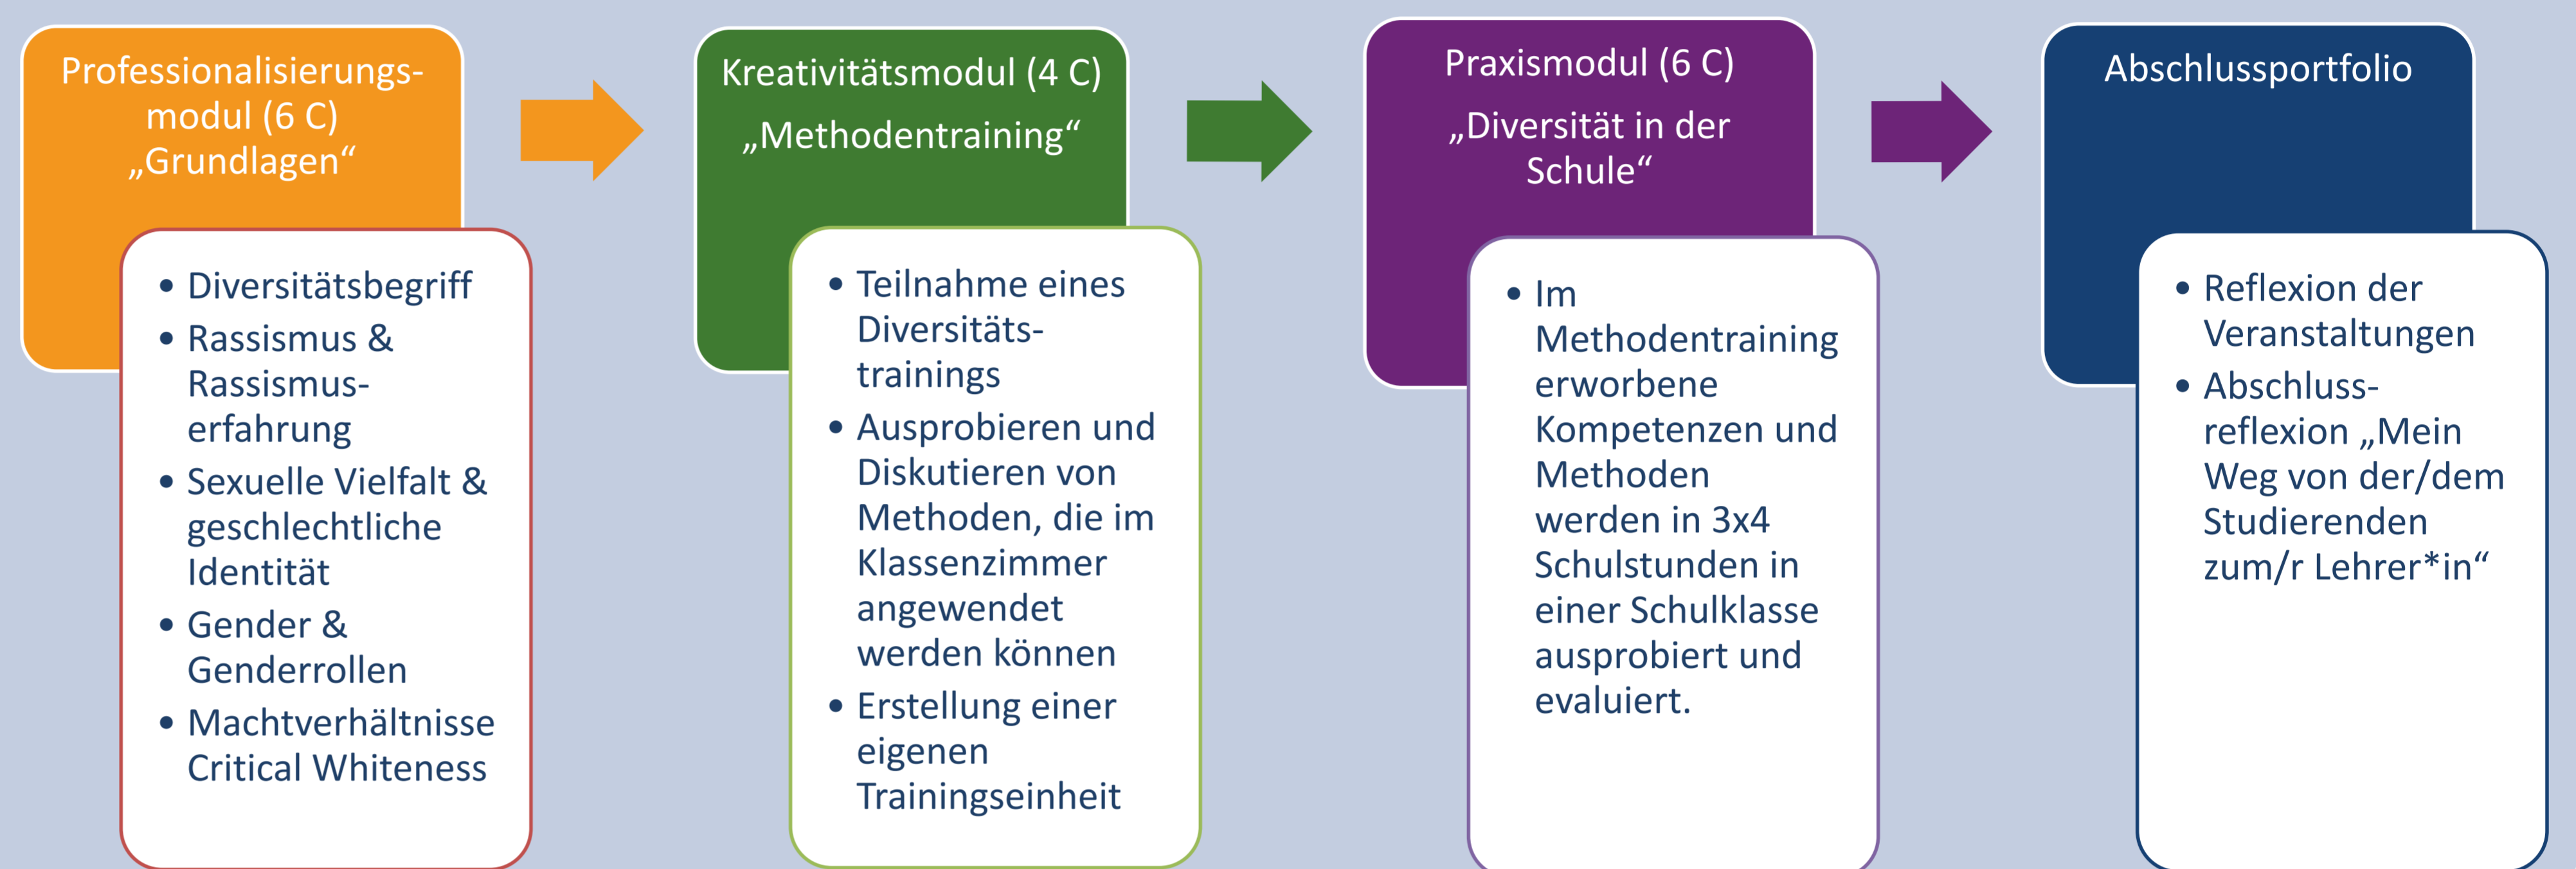 Professionalisierungs-
modul (6 C)
„Grundlagen“
• Diversitätsbegriff
• Rassismus &
Rassismus-
erfahrung
• Sexuelle Vielfalt &
geschlechtliche
Identität
• Gender &
Genderrollen
• Machtverhältnisse
Critical Whiteness
Kreativitätsmodul (4 C)
„Methodentraining“
• Teilnahme eines
Diversitäts-
trainings
• Ausprobieren und
Diskutieren von
Methoden, die im
Klassenzimmer
angewendet
werden können
• Erstellung einer
eigenen
Trainingseinheit
Praxismodul (6 C)
„Diversität in der
Schule“
• Im
Methodentraining
erworbene
Kompetenzen und
Methoden
werden in 3x4
Schulstunden in
einer Schulklasse
ausprobiert und
evaluiert.
Abschlussportfolio
• Reflexion der
Veranstaltungen
• Abschluss-
reflexion „Mein
Weg von der/dem
Studierenden
zum/r Lehrer*in“